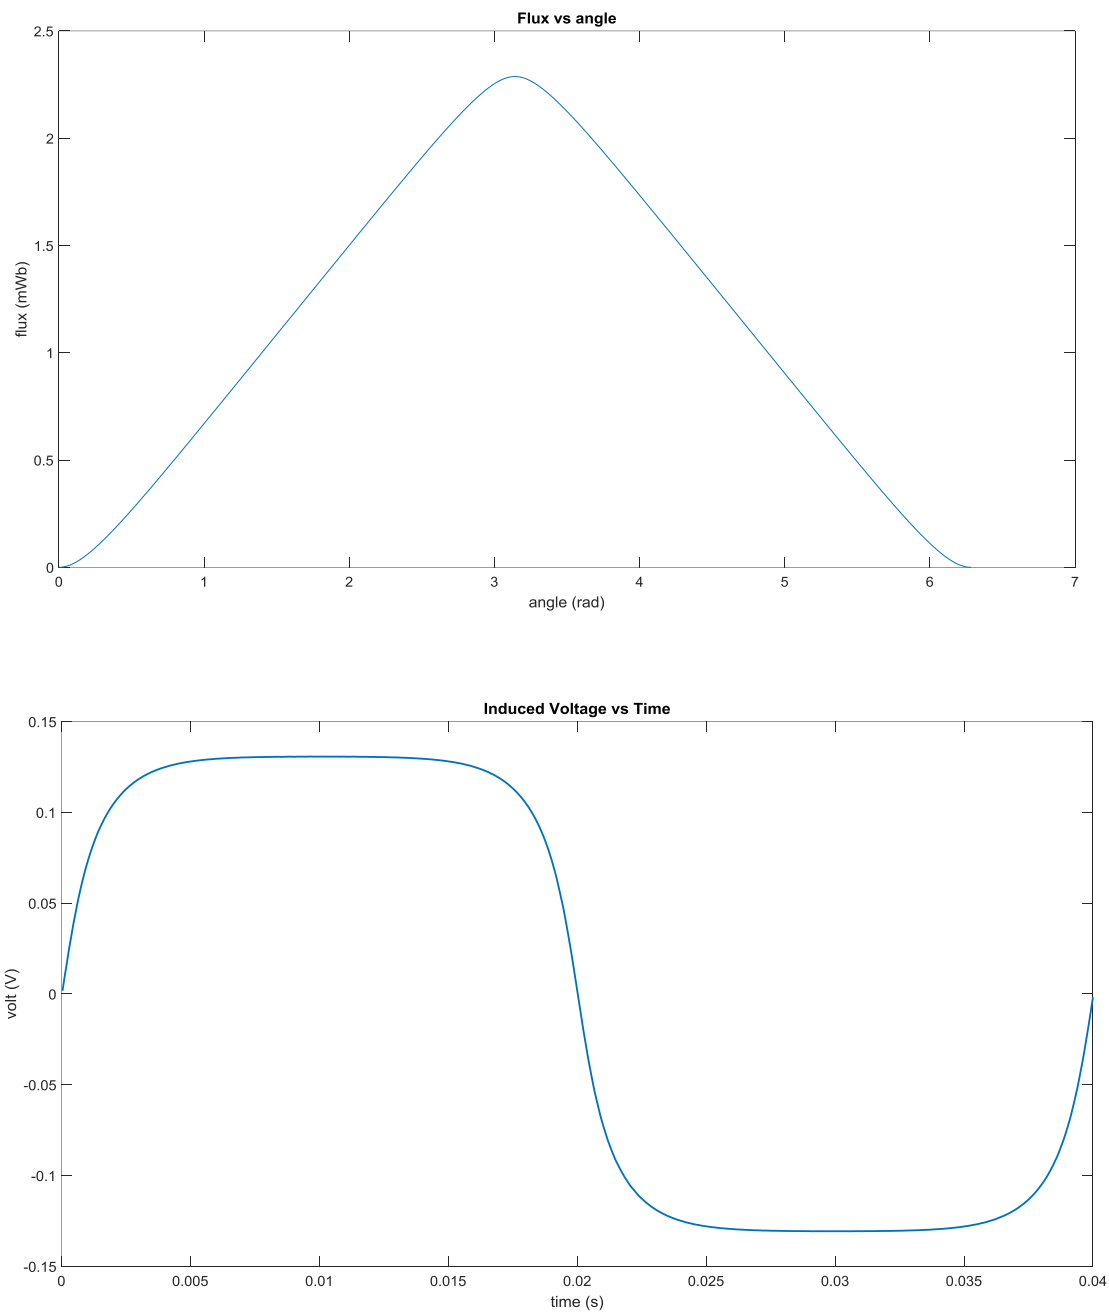 Flux vs angle
2.5
2
1.5
1
0.5
0
flux (mWb)
0 1 2 3 4 5 6 7
angle (rad)
Induced Voltage vs Time
0.15
0.1
0.05
0
-0.05
-0.1
-0.15
volt (V)
0 0.005 0.01 0.015 0.02 0.025 0.03 0.035 0.04
time (s)